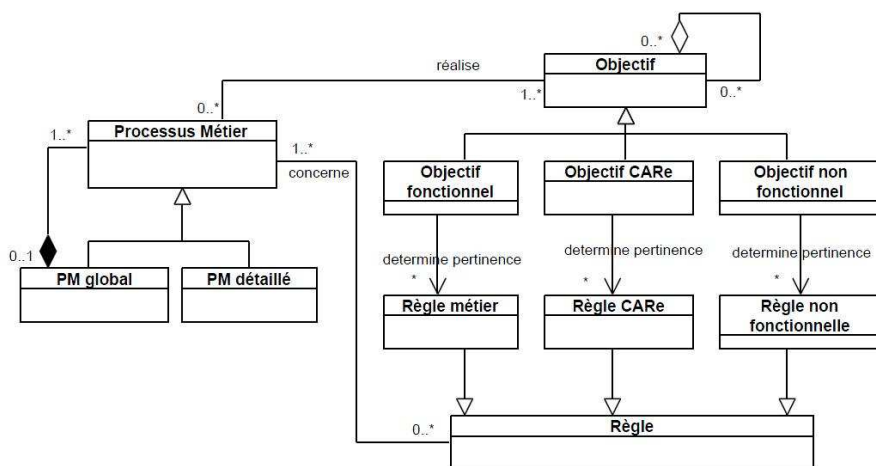 0..*
Objectif
réalise
1..*
0..*
0..*
1..*
Processus Métier
1..*
concerne
Objectif
fonctionnel
Objectif CARe
Objectif non
fonctionnel
0..1
determine pertinence
determine pertinence
determine pertinence
PM global
PM détaillé
*
*
*
Règle métier
Règle CARe
Règle non
fonctionnelle
0..*
Règle